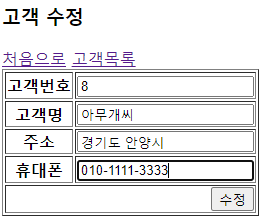 고객 수정
처음으로 고객목록
고객번호 8
고객명 아무개씨
주소 경기도 안양시
휴대폰 010-1111-3333
수정